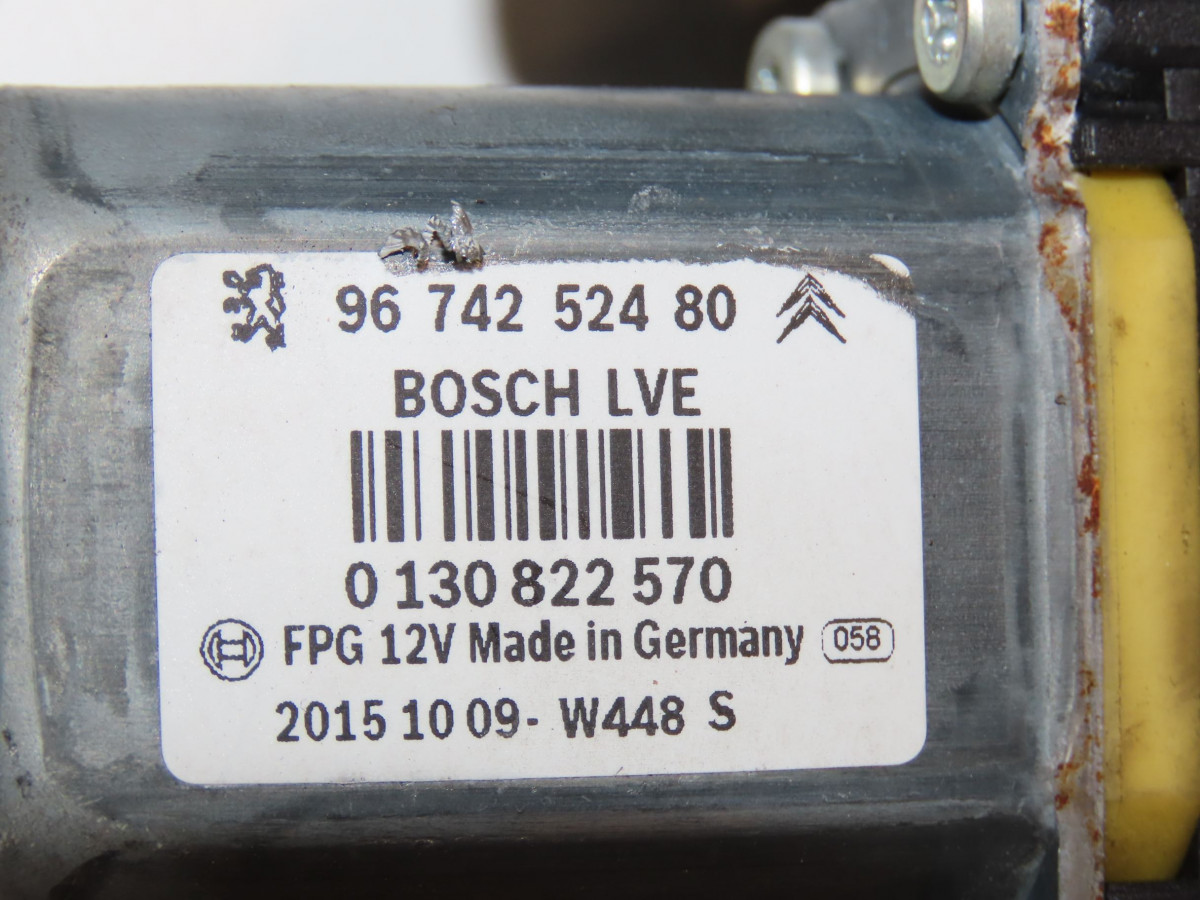 96 742 524 80
BOSCH LVE
0 130 822 570
FPG 12V Made in Germany 058
2015 10 09- W448 S